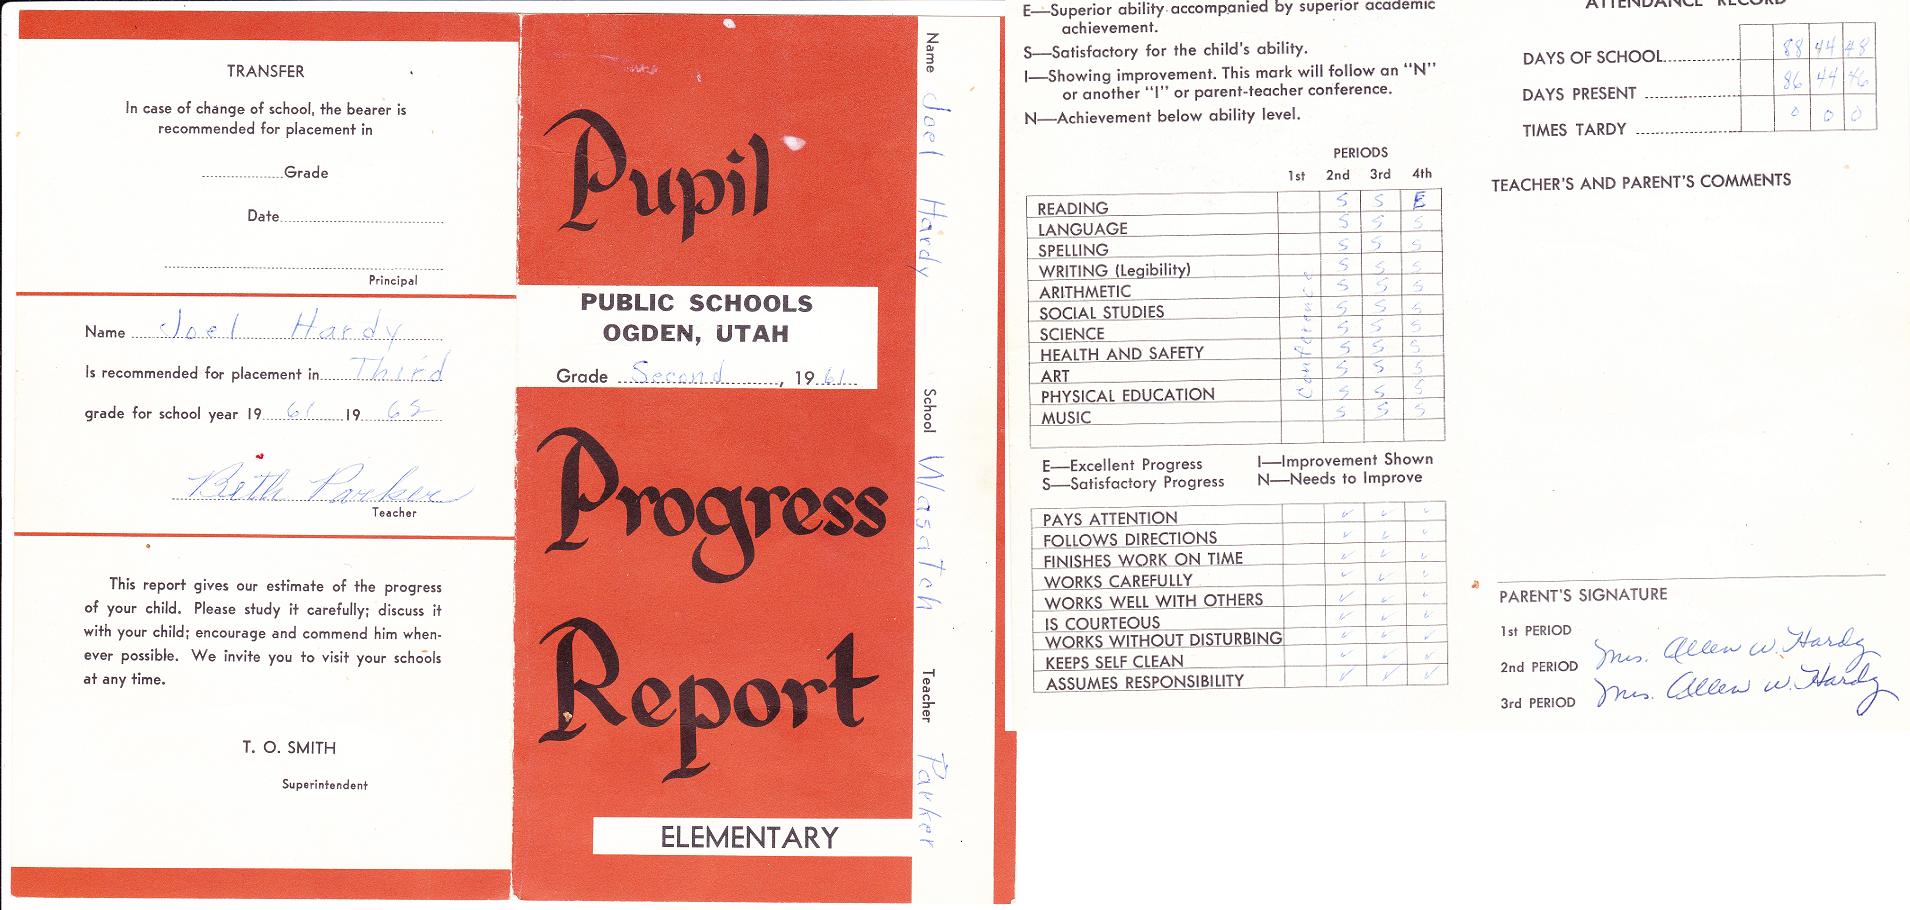 TRANSFER
In case of change of school, the bearer is
recommended for placement in
Grade
Date
Principal
Name Joel Hardy
Is recommended for placement in Third
grade for school year 19 61 19 62
Beth Parker
Teacher
This report gives our estimate of the progress
of your child. Please study it carefully; discuss it
with your child; encourage and commend him when-
ever possible. We invite you to visit your schools
at any time.
T. O. SMITH
Superintendent
Pupil
PUBLIC SCHOOLS
OGDEN, UTAH
Grade Second, 19 61
Progress
Report
ELEMENTARY
Name Joel Hardy School Wasatch Teacher Parker
E—Superior ability accompanied by superior academic
achievement.
S—Satisfactory for the child's ability.
I—Showing improvement. This mark will follow an "N"
or another "I" or parent-teacher conference.
N—Achievement below ability level.
PERIODS
1st 2nd 3rd 4th
Conference
READING S S E
LANGUAGE S S S
SPELLING S S S
WRITING (Legibility) S S S
ARITHMETIC S S S
SOCIAL STUDIES S S S
SCIENCE S S S
HEALTH AND SAFETY S S S
ART S S S
PHYSICAL EDUCATION S S S
MUSIC S S S
E—Excellent Progress I—Improvement Shown
S—Satisfactory Progress N—Needs to Improve
PAYS ATTENTION ✓ ✓ ✓
FOLLOWS DIRECTIONS ✓ ✓ ✓
FINISHES WORK ON TIME ✓ ✓ ✓
WORKS CAREFULLY ✓ ✓ ✓
WORKS WELL WITH OTHERS ✓ ✓ ✓
IS COURTEOUS ✓ ✓ ✓
WORKS WITHOUT DISTURBING ✓ ✓ ✓
KEEPS SELF CLEAN ✓ ✓ ✓
ASSUMES RESPONSIBILITY ✓ ✓ ✓
ATTENDANCE RECORD
DAYS OF SCHOOL 88 44 48
DAYS PRESENT 86 44 46
TIMES TARDY 0 0 0
TEACHER'S AND PARENT'S COMMENTS
PARENT'S SIGNATURE
1st PERIOD
2nd PERIOD Mrs. Allen W. Hardy
3rd PERIOD Mrs. Allen W. Hardy